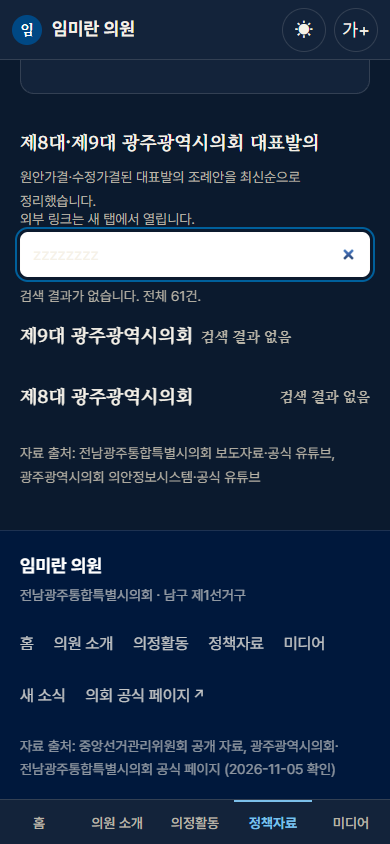 임 임미란 의원 가+
제8대·제9대 광주광역시의회 대표발의
원안가결·수정가결된 대표발의 조례안을 최신순으로
정리했습니다.
외부 링크는 새 탭에서 열립니다.
zzzzzzzz ×
검색 결과가 없습니다. 전체 61건.
제9대 광주광역시의회 검색 결과 없음
제8대 광주광역시의회 검색 결과 없음
자료 출처: 전남광주통합특별시의회 보도자료·공식 유튜브,
광주광역시의회 의안정보시스템·공식 유튜브
임미란 의원
전남광주통합특별시의회 · 남구 제1선거구
홈 의원 소개 의정활동 정책자료 미디어
새 소식 의회 공식 페이지 ↗
자료 출처: 중앙선거관리위원회 공개 자료, 광주광역시의회·
전남광주통합특별시의회 공식 페이지 (2026-11-05 확인)
홈 의원 소개 의정활동 정책자료 미디어